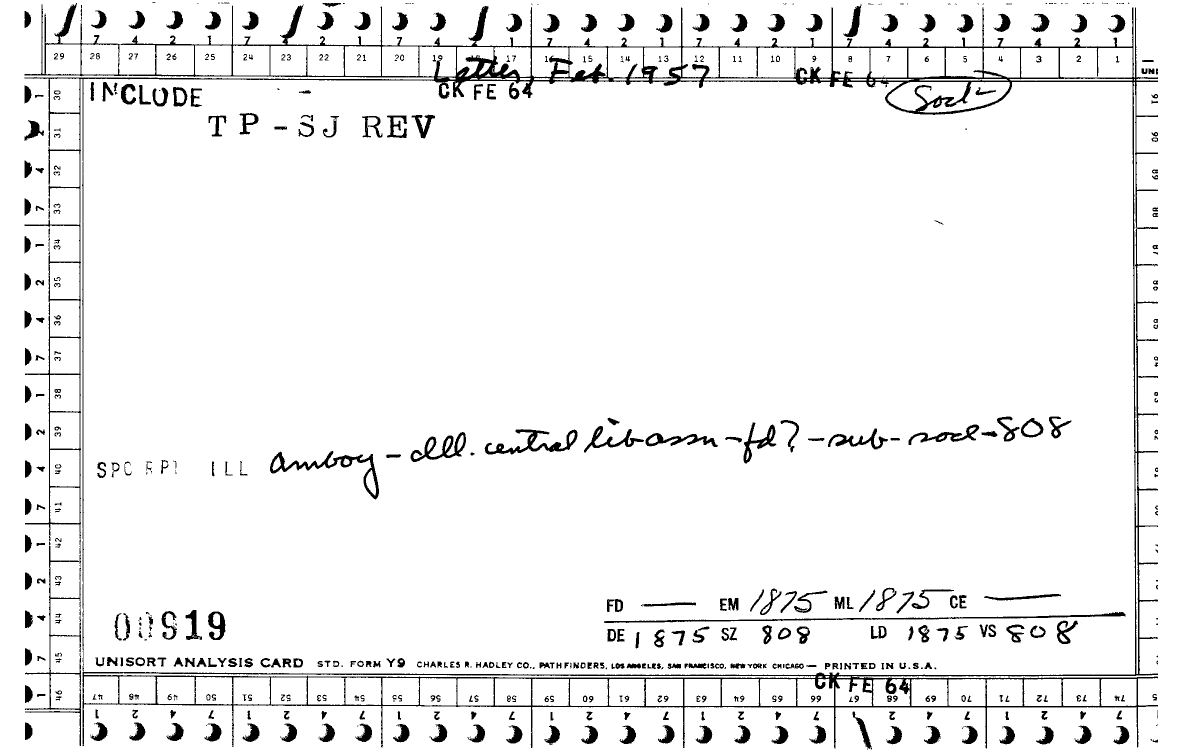 7 4 2 1 7 4 2 1 7 4 2 1 7 4 2 1 7 4 2 1 7 4 2 1 7 4 2 1
29 28 27 26 25 24 23 22 21 20 19 18 17 16 15 14 13 12 11 10 9 8 7 6 5 4 3 2 1
Letter, Feb. 1957
CK FE 64 CK FE 64
INCLUDE Socl-
TP-SJ REV
30 31 32 33 34 35 36 37 38 39 40 41 42 43 44 45 46
SPC RPT ILL amboy - Ill. central lib assn - fd? - sub - socl - 808
FD — EM 1875 ML 1875 CE —
00919 DE 1875 SZ 808 LD 1875 VS 808
UNISORT ANALYSIS CARD STD. FORM Y9 CHARLES R. HADLEY CO., PATHFINDERS, LOS ANGELES, SAN FRANCISCO, NEW YORK CHICAGO — PRINTED IN U.S.A.
CK FE 64
47 48 49 50 51 52 53 54 55 56 57 58 59 60 61 62 63 64 65 66 67 68 69 70 71 72 73 74
1 2 4 7 1 2 4 7 1 2 4 7 1 2 4 7 1 2 4 7 1 2 4 7 1 2 4 7